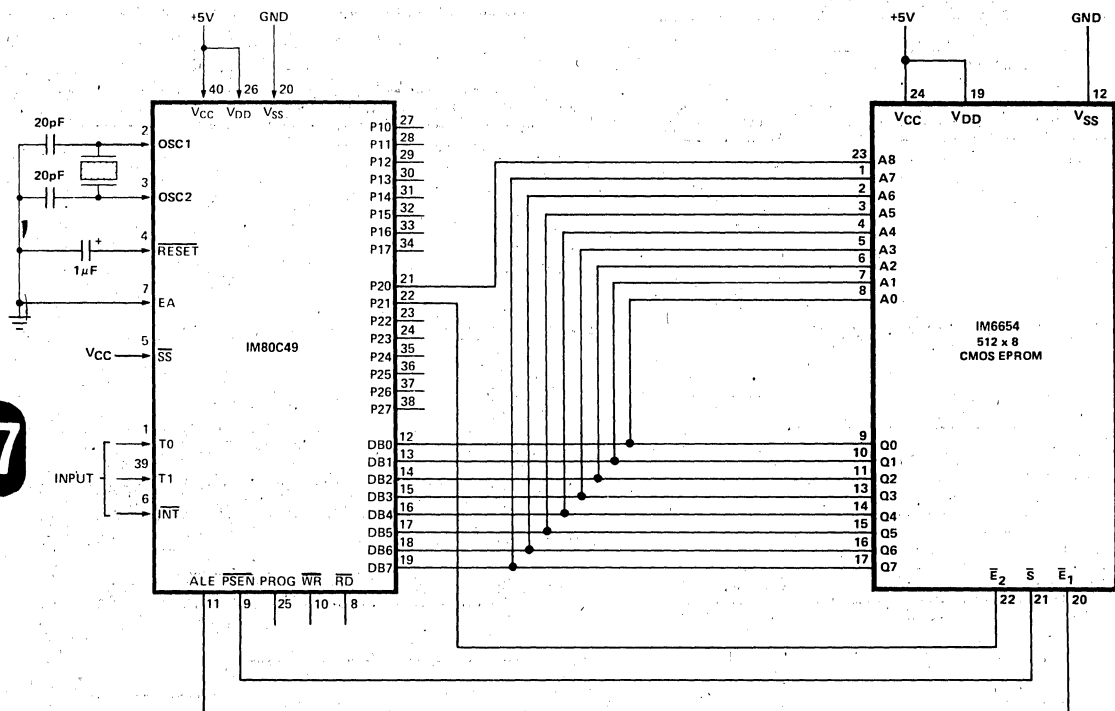 +5V GND
40 26 20
VCC VDD VSS
20pF
2 OSC1
20pF
3 OSC2
4 RESET
+
1μF
7 EA
5
VCC SS
IM80C49
1 T0
39
INPUT T1
6 INT
P10 27
P11 28
P12 29
P13 30
P14 31
P15 32
P16 33
P17 34
P20 21
P21 22
P22 23
P23 24
P24 35
P25 36
P26 37
P27 38
DB0 12
DB1 13
DB2 14
DB3 15
DB4 16
DB5 17
DB6 18
DB7 19
ALE PSEN PROG WR RD
11 9 25 10 8
7
+5V GND
24 19 12
VCC VDD VSS
23 A8
1 A7
2 A6
3 A5
4 A4
5 A3
6 A2
7 A1
8 A0
IM6654
512 x 8
CMOS EPROM
9 Q0
10 Q1
11 Q2
13 Q3
14 Q4
15 Q5
16 Q6
17 Q7
E2 S E1
22 21 20